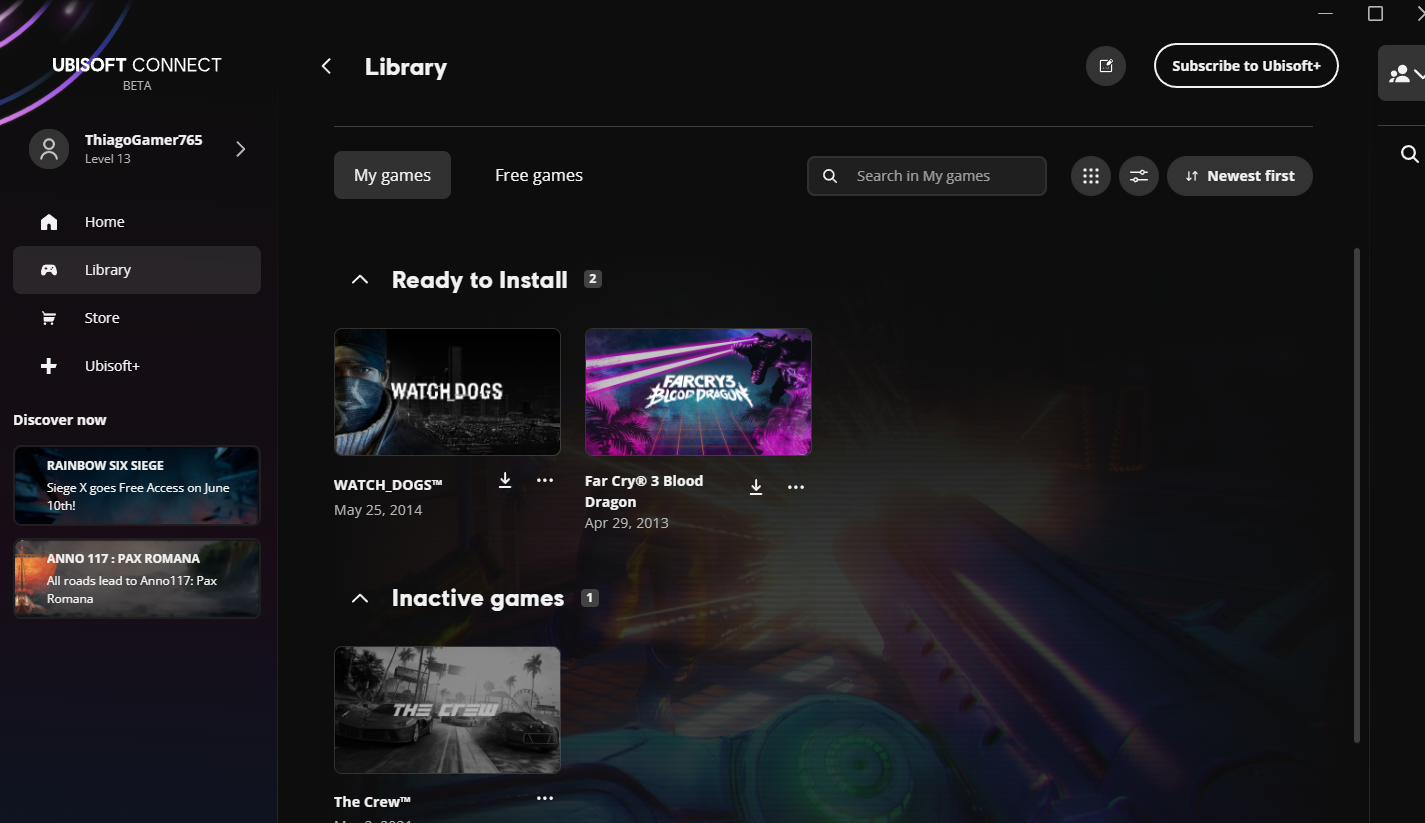 UBISOFT CONNECT
BETA
ThiagoGamer765
Level 13
Home
Library
Store
Ubisoft+
Discover now
RAINBOW SIX SIEGE
Siege X goes Free Access on June
10th!
ANNO 117 : PAX ROMANA
All roads lead to Anno117: Pax
Romana
Library
Subscribe to Ubisoft+
My games
Free games
Search in My games
Newest first
Ready to Install 2
WATCH_DOGS
FARCRY3
BLOOD DRAGON
WATCH_DOGS™
May 25, 2014
Far Cry® 3 Blood
Dragon
Apr 29, 2013
Inactive games 1
THE CREW
The Crew™